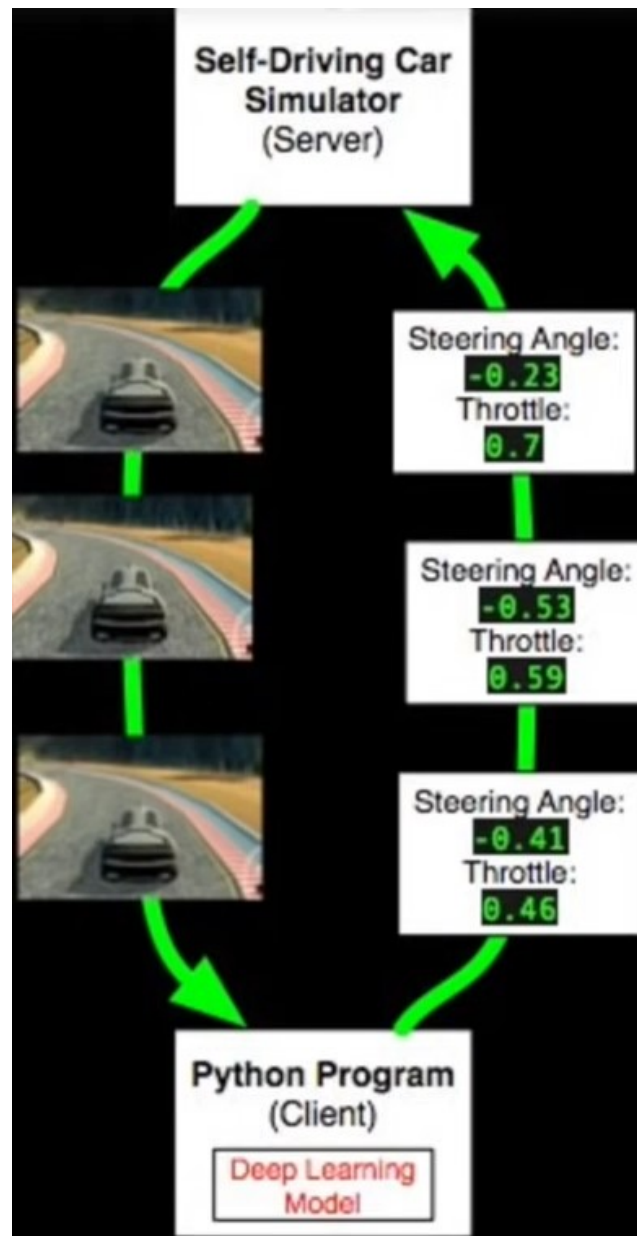 Self-Driving Car
Simulator
(Server)
Steering Angle:
-0.23
Throttle:
0.7
Steering Angle:
-0.53
Throttle:
0.59
Steering Angle:
-0.41
Throttle:
0.46
Python Program
(Client)
Deep Learning
Model